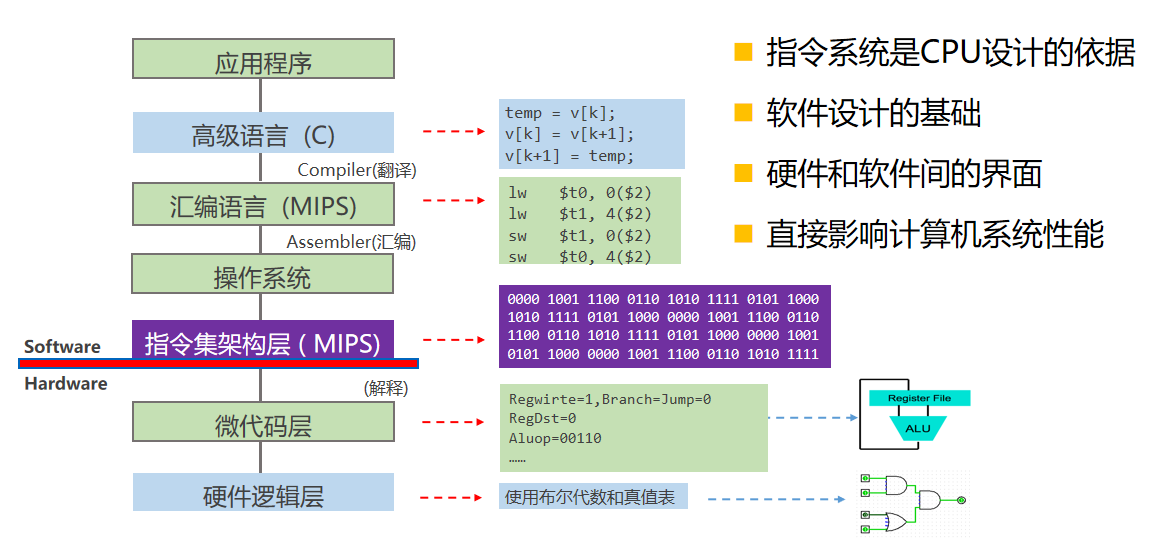 应用程序
高级语言 (C)
temp = v[k];
v[k] = v[k+1];
v[k+1] = temp;
Compiler(翻译)
汇编语言 (MIPS)
lw $t0, 0($2)
lw $t1, 4($2)
sw $t1, 0($2)
sw $t0, 4($2)
Assembler(汇编)
操作系统
指令集架构层 ( MIPS)
0000 1001 1100 0110 1010 1111 0101 1000
1010 1111 0101 1000 0000 1001 1100 0110
1100 0110 1010 1111 0101 1000 0000 1001
0101 1000 0000 1001 1100 0110 1010 1111
Software
Hardware
(解释)
微代码层
Regwirte=1,Branch=Jump=0
RegDst=0
Aluop=00110
……
Register File
ALU
硬件逻辑层
使用布尔代数和真值表
指令系统是CPU设计的依据
软件设计的基础
硬件和软件间的界面
直接影响计算机系统性能